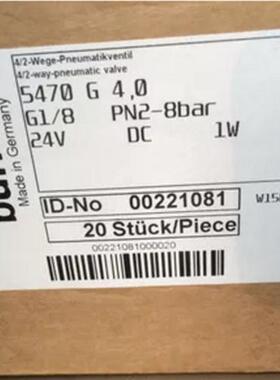 4/2-Wege-Pneumatikventil
4/2-way-pneumatic valve
5470 G 4,0
G1/8 PN2-8bar
24V DC 1W
Made in Germany
ID-No 00221081
20 Stück/Piece
00221081000020